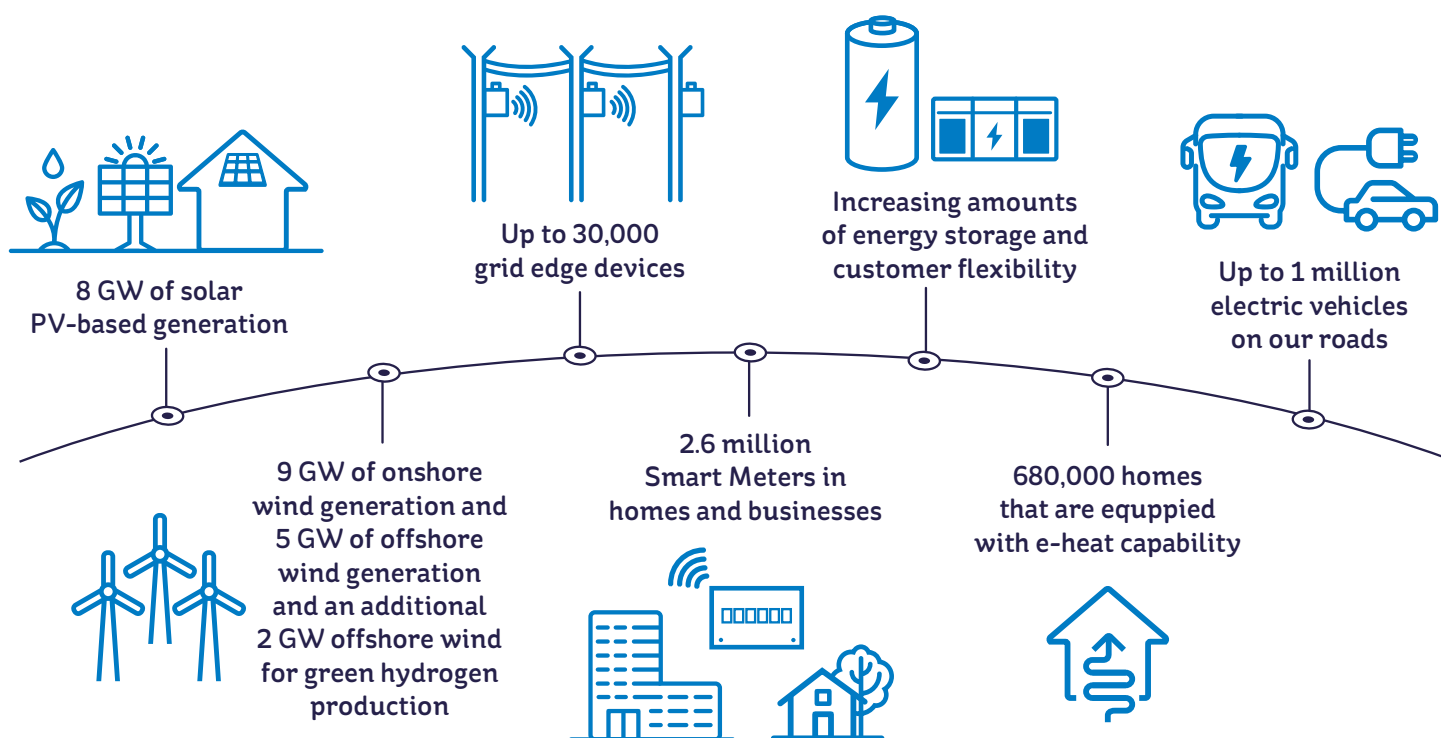 8 GW of solar
PV-based generation
9 GW of onshore
wind generation and
5 GW of offshore
wind generation
and an additional
2 GW offshore wind
for green hydrogen
production
Up to 30,000
grid edge devices
2.6 million
Smart Meters in
homes and businesses
Increasing amounts
of energy storage and
customer flexibility
680,000 homes
that are equppied
with e-heat capability
Up to 1 million
electric vehicles
on our roads